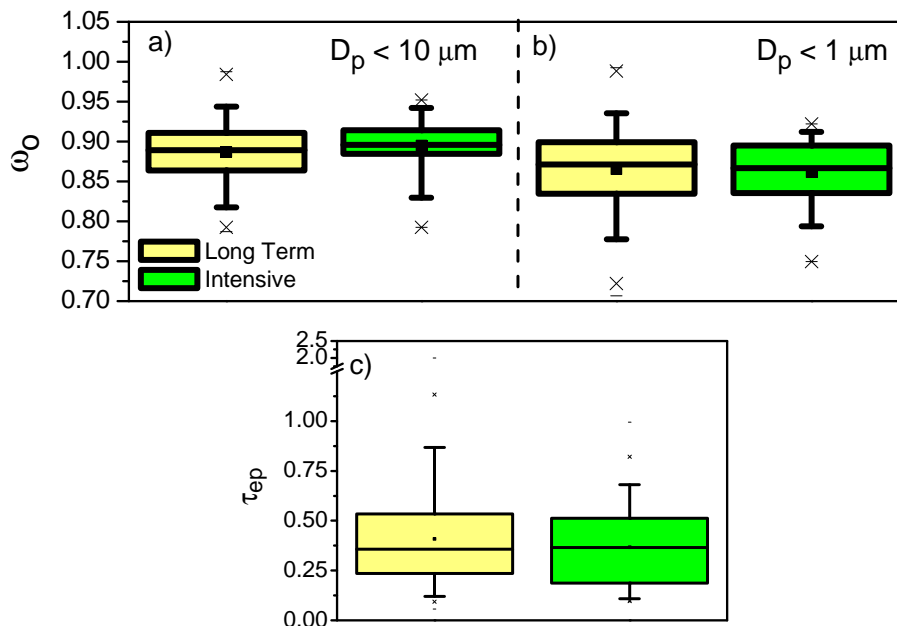 1.05
1.00
0.95
0.90
0.85
0.80
0.75
0.70
ωo
a)
Dp < 10 μm
b)
Dp < 1 μm
Long Term
Intensive
2.5
2.0
1.00
0.75
0.50
0.25
0.00
τep
c)